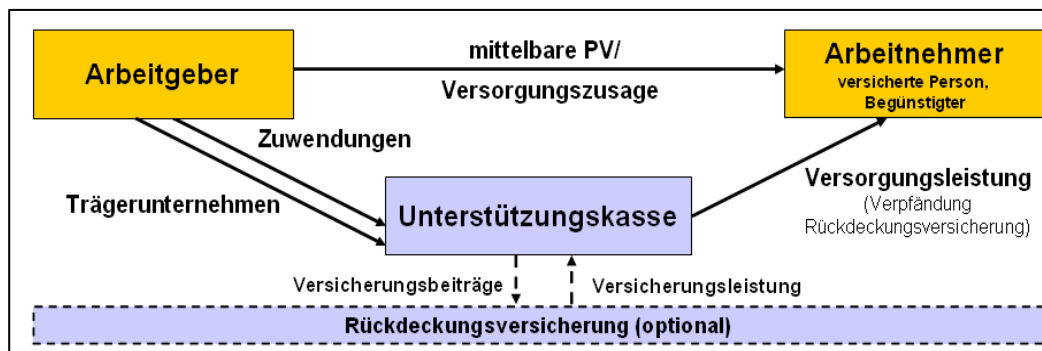 Arbeitgeber
mittelbare PV/
Versorgungszusage
Arbeitnehmer
versicherte Person,
Begünstigter
Zuwendungen
Trägerunternehmen
Unterstützungskasse
Versorgungsleistung
(Verpfändung
Rückdeckungsversicherung)
Versicherungsbeiträge
Versicherungsleistung
Rückdeckungsversicherung (optional)